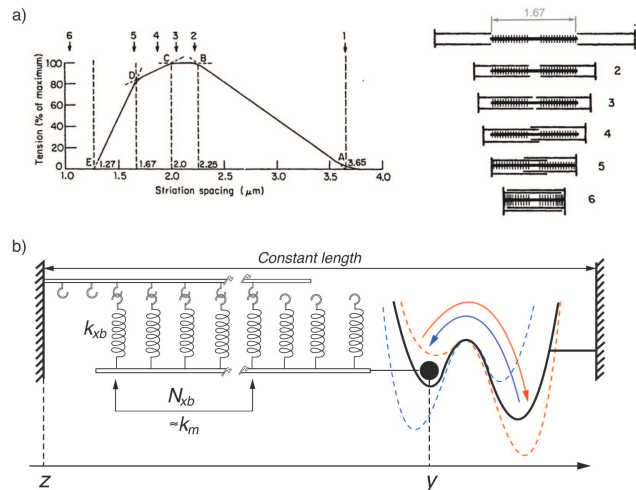 a)
6 5 4 3 2 1
Tension (% of maximum)
100
80
60
40
20
0
C B
D
E
A
1.27 1.67 2.0 2.25 3.65
1.0 1.5 2.0 2.5 3.0 3.5 4.0
Striation spacing (μm)
1.67
2
3
4
5
6
b)
Constant length
k_xb
N_xb
≈k_m
z y